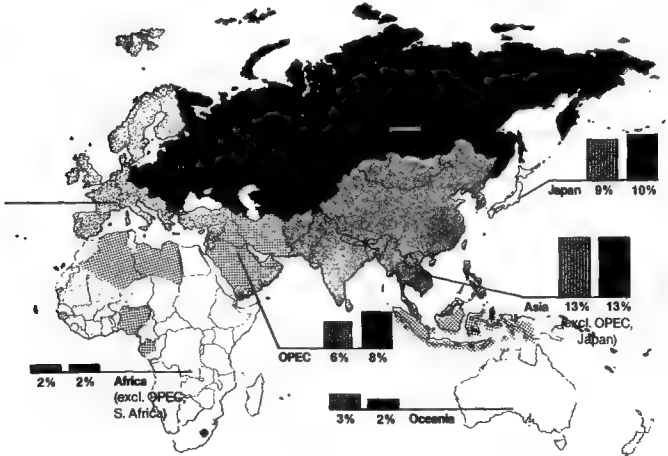 Japan 9% 10%
Asia 13% 13%
(excl. OPEC,
Japan)
OPEC 6% 8%
2% 2% Africa
(excl. OPEC,
S. Africa)
3% 2% Oceania